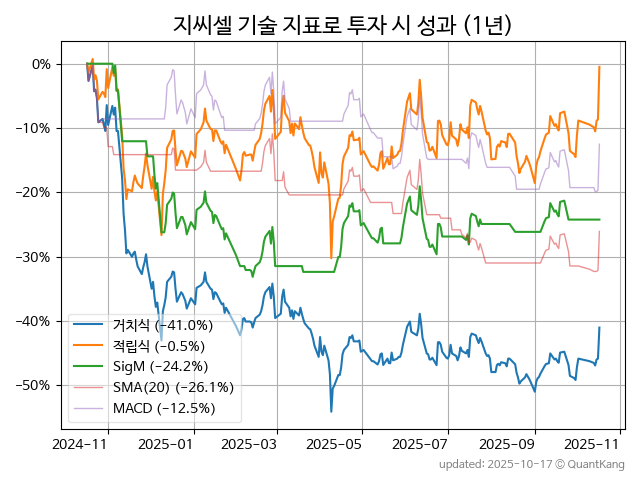 지씨셀 기술 지표로 투자 시 성과 (1년)
0%
−10%
−20%
−30%
−40%
−50%
거치식 (−41.0%)
적립식 (−0.5%)
SigM (−24.2%)
SMA(20) (−26.1%)
MACD (−12.5%)
2024−11 2025−01 2025−03 2025−05 2025−07 2025−09 2025−11
updated: 2025-10-17 © QuantKang